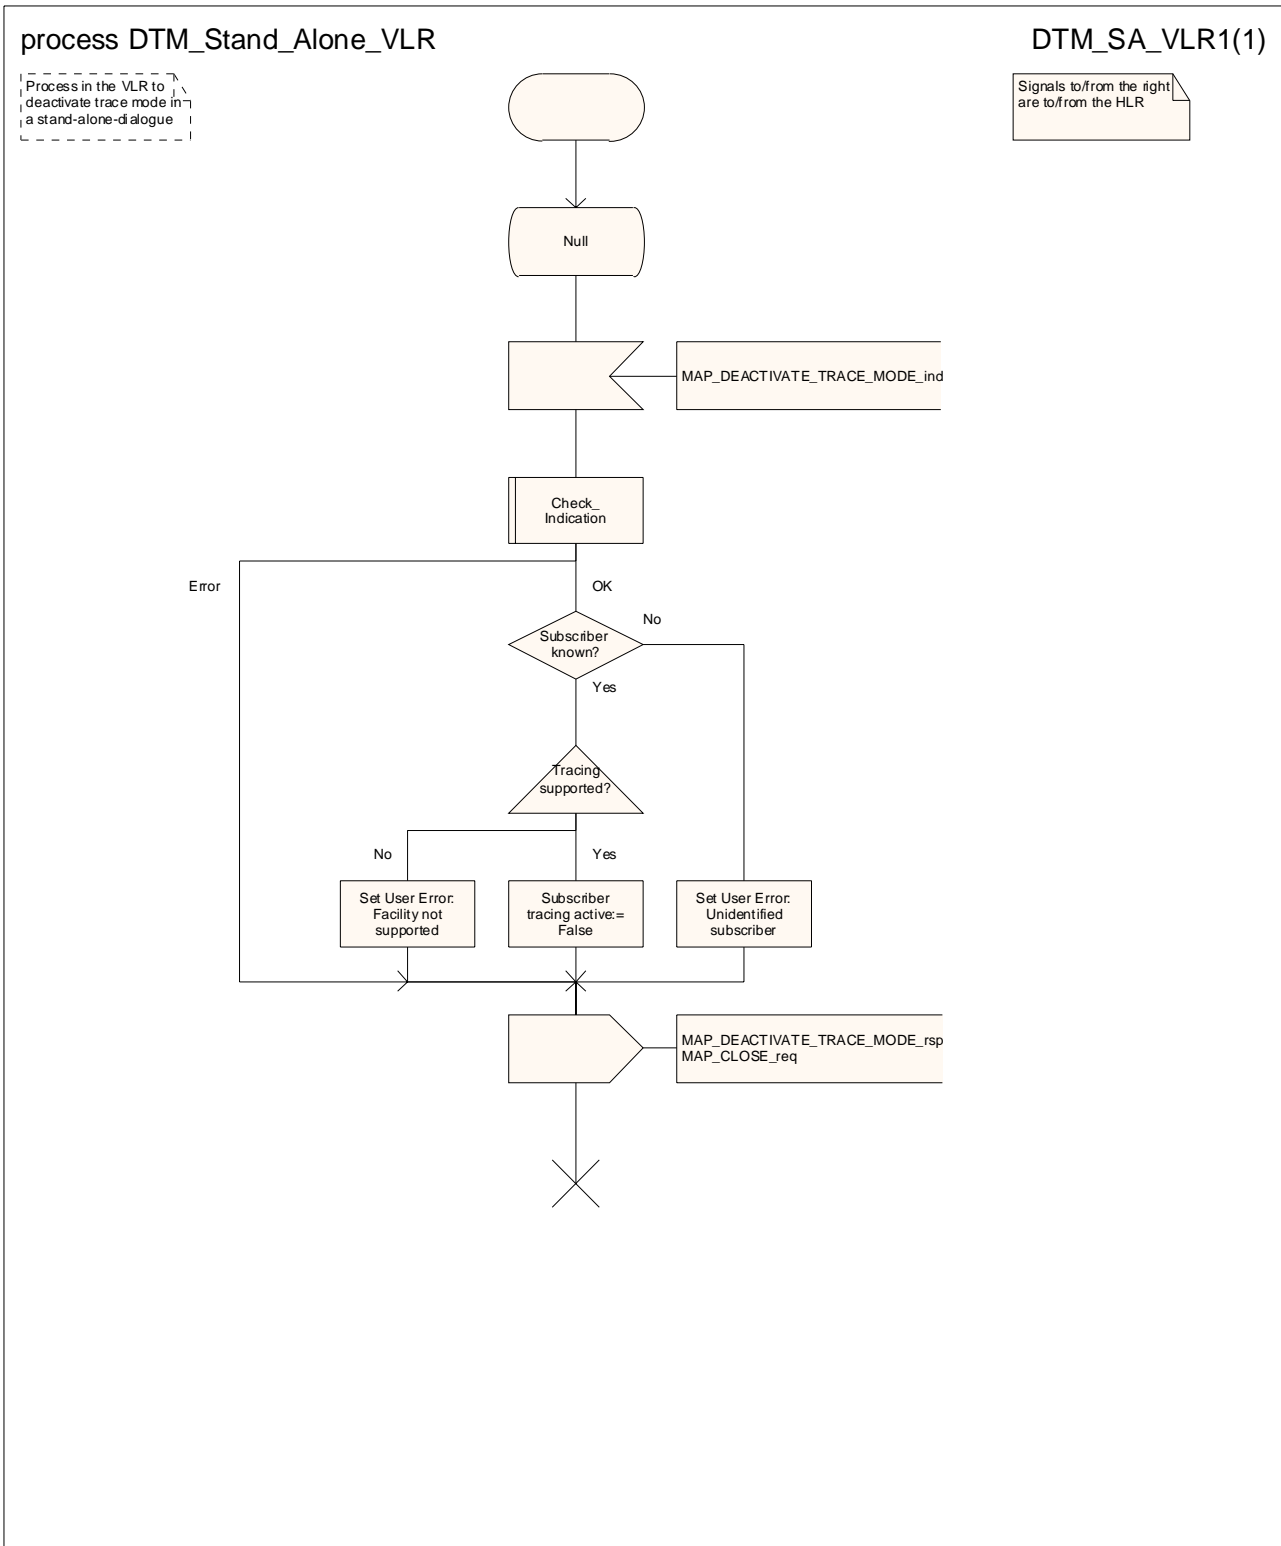 process DTM_Stand_Alone_VLR
DTM_SA_VLR1(1)
Process in the VLR to
deactivate trace mode in
a stand-alone-dialogue
Signals to/from the right
are to/from the HLR
Null
MAP_DEACTIVATE_TRACE_MODE_ind
Check_
Indication
Error
OK
Subscriber
known?
No
Yes
Tracing
supported?
No
Yes
Set User Error:
Facility not
supported
Subscriber
tracing active:=
False
Set User Error:
Unidentified
subscriber
MAP_DEACTIVATE_TRACE_MODE_rsp
MAP_CLOSE_req